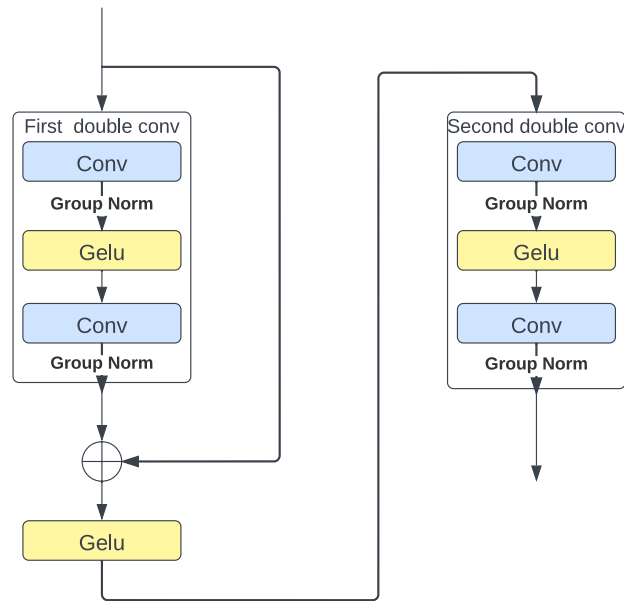 First double conv
Conv
Group Norm
Gelu
Conv
Group Norm
Gelu
Second double conv
Conv
Group Norm
Gelu
Conv
Group Norm